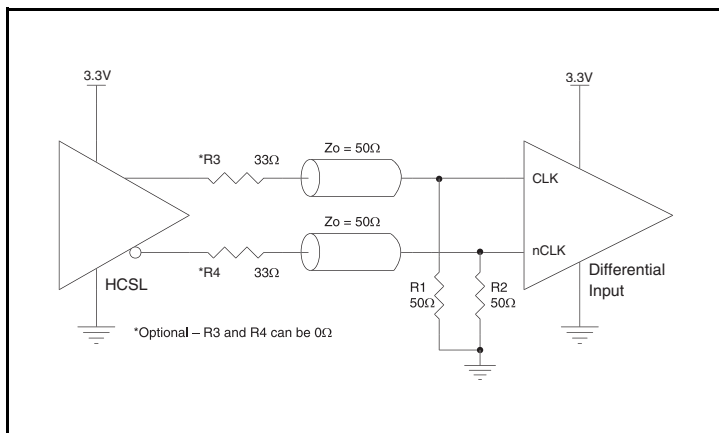 3.3V
3.3V
*R3 33Ω
Zo = 50Ω
CLK
Zo = 50Ω
*R4 33Ω
nCLK
HCSL
R1
50Ω
R2
50Ω
Differential
Input
*Optional – R3 and R4 can be 0Ω